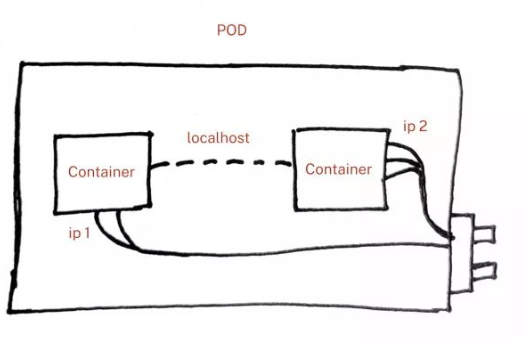 POD
ip 2
localhost
Container
Container
ip 1